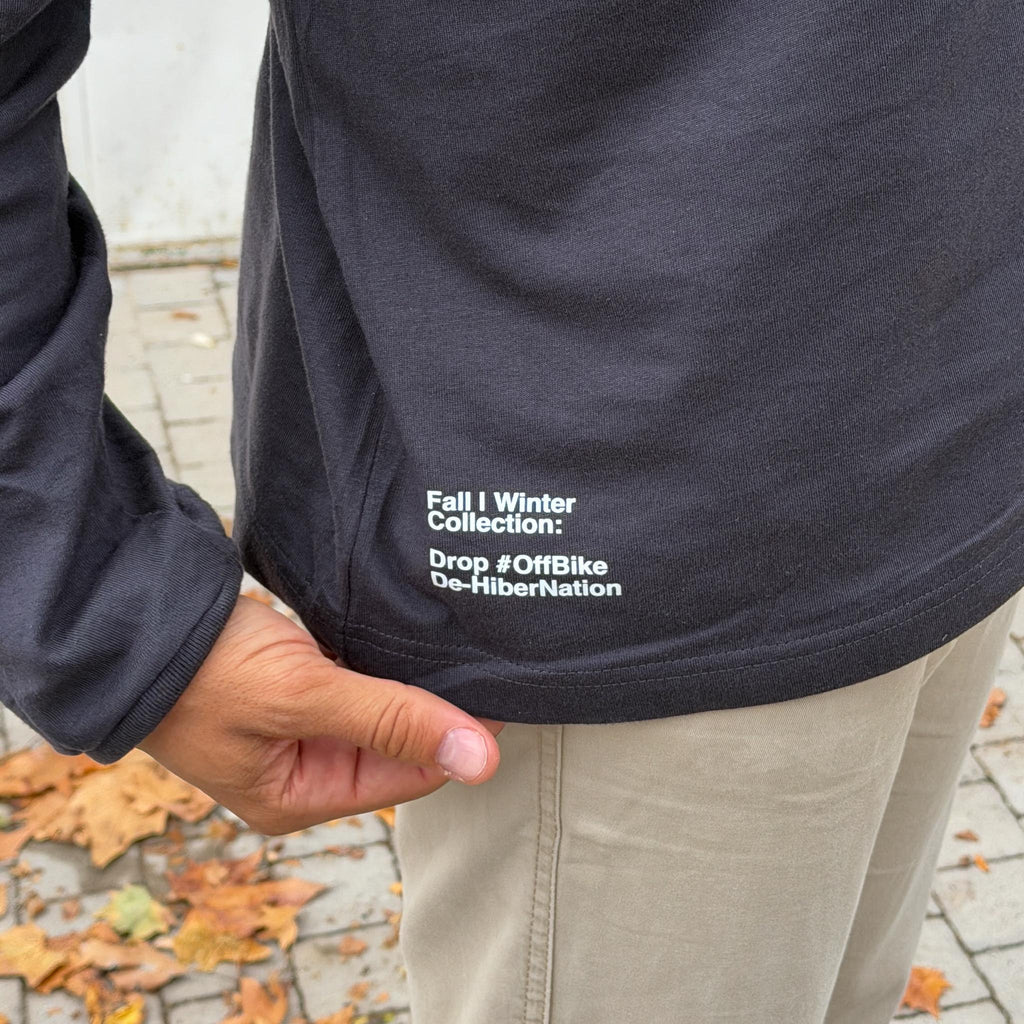 Fall | Winter
Collection:
Drop #OffBike
De-HiberNation